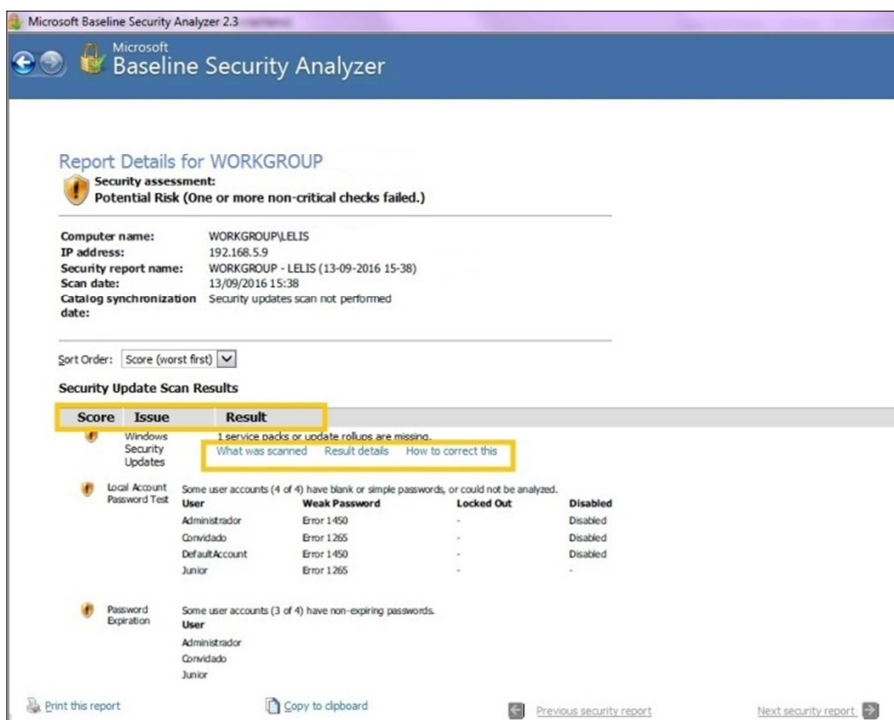 Microsoft Baseline Security Analyzer 2.3
Microsoft
Baseline Security Analyzer
Report Details for WORKGROUP
Security assessment:
Potential Risk (One or more non-critical checks failed.)
Computer name: WORKGROUP\LELIS
IP address: 192.168.5.9
Security report name: WORKGROUP - LELIS (13-09-2016 15-38)
Scan date: 13/09/2016 15:38
Catalog synchronization date: Security updates scan not performed
Sort Order: Score (worst first)
Security Update Scan Results
Score Issue Result
Windows Security Updates 1 service packs or update rollups are missing.
What was scanned Result details How to correct this
Local Account Password Test Some user accounts (4 of 4) have blank or simple passwords, or could not be analyzed.
User Weak Password Locked Out Disabled
Administrador Error 1450 - Disabled
Convidado Error 1265 - Disabled
DefaultAccount Error 1450 - Disabled
Junior Error 1265 - -
Password Expiration Some user accounts (3 of 4) have non-expiring passwords.
User
Administrador
Convidado
Junior
Print this report Copy to clipboard Previous security report Next security report